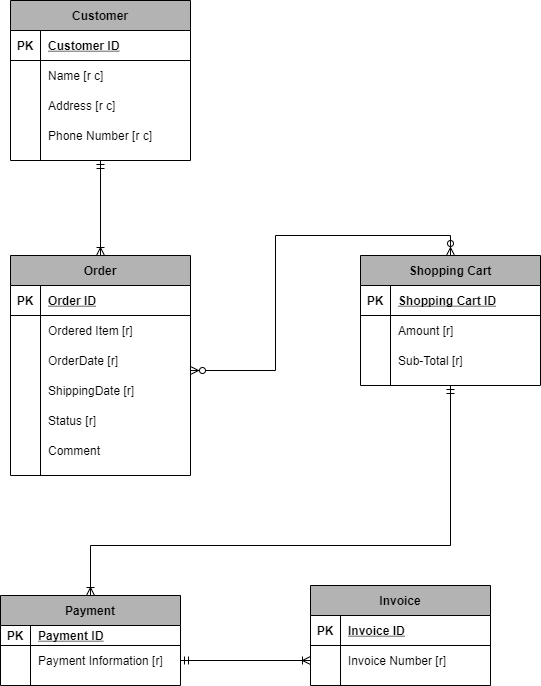 Customer
PK Customer ID
Name [r c]
Address [r c]
Phone Number [r c]
Order
PK Order ID
Ordered Item [r]
OrderDate [r]
ShippingDate [r]
Status [r]
Comment
Shopping Cart
PK Shopping Cart ID
Amount [r]
Sub-Total [r]
Payment
PK Payment ID
Payment Information [r]
Invoice
PK Invoice ID
Invoice Number [r]